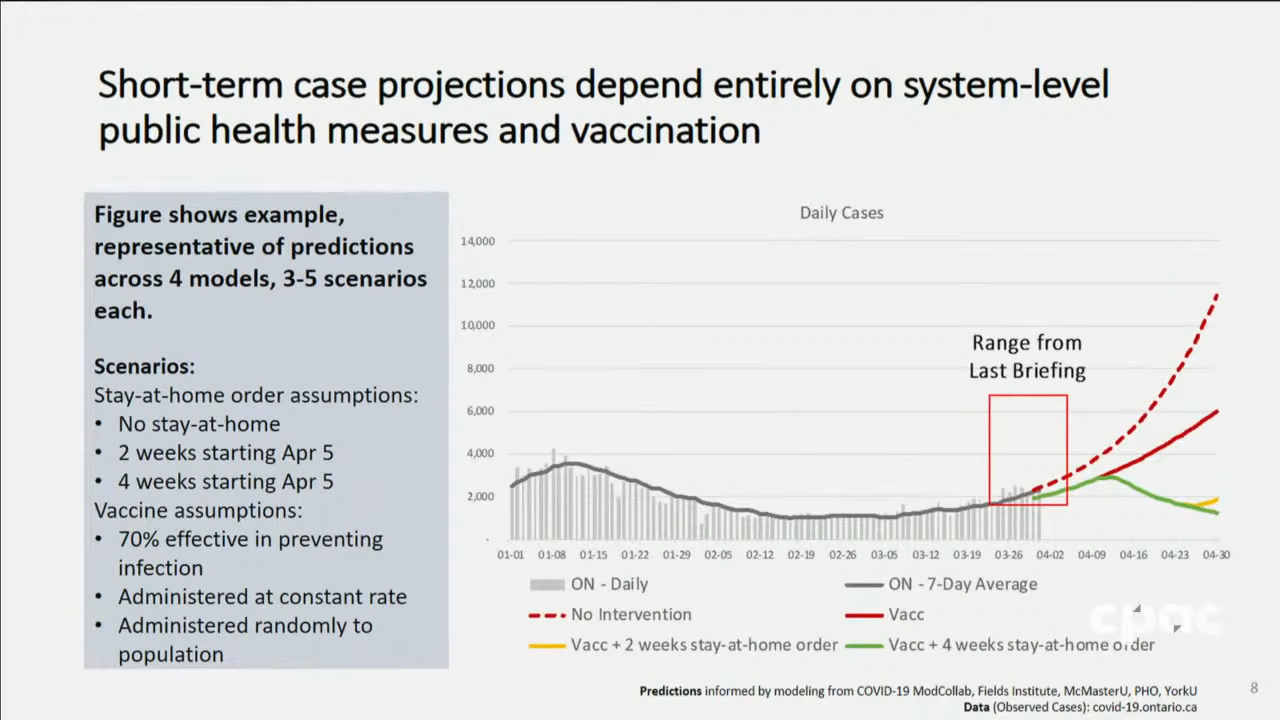 Short-term case projections depend entirely on system-level
public health measures and vaccination
Figure shows example,
representative of predictions
across 4 models, 3-5 scenarios
each.
Scenarios:
Stay-at-home order assumptions:
• No stay-at-home
• 2 weeks starting Apr 5
• 4 weeks starting Apr 5
Vaccine assumptions:
• 70% effective in preventing
infection
• Administered at constant rate
• Administered randomly to
population
Daily Cases
14,000
12,000
10,000
8,000
6,000
4,000
2,000
-
Range from
Last Briefing
01-01 01-08 01-15 01-22 01-29 02-05 02-12 02-19 02-26 03-05 03-12 03-19 03-26 04-02 04-09 04-16 04-23 04-30
ON - Daily ON - 7-Day Average
No Intervention Vacc
Vacc + 2 weeks stay-at-home order Vacc + 4 weeks stay-at-home order
cpac
Predictions informed by modeling from COVID-19 ModCollab, Fields Institute, McMasterU, PHO, YorkU
Data (Observed Cases): covid-19.ontario.ca
8